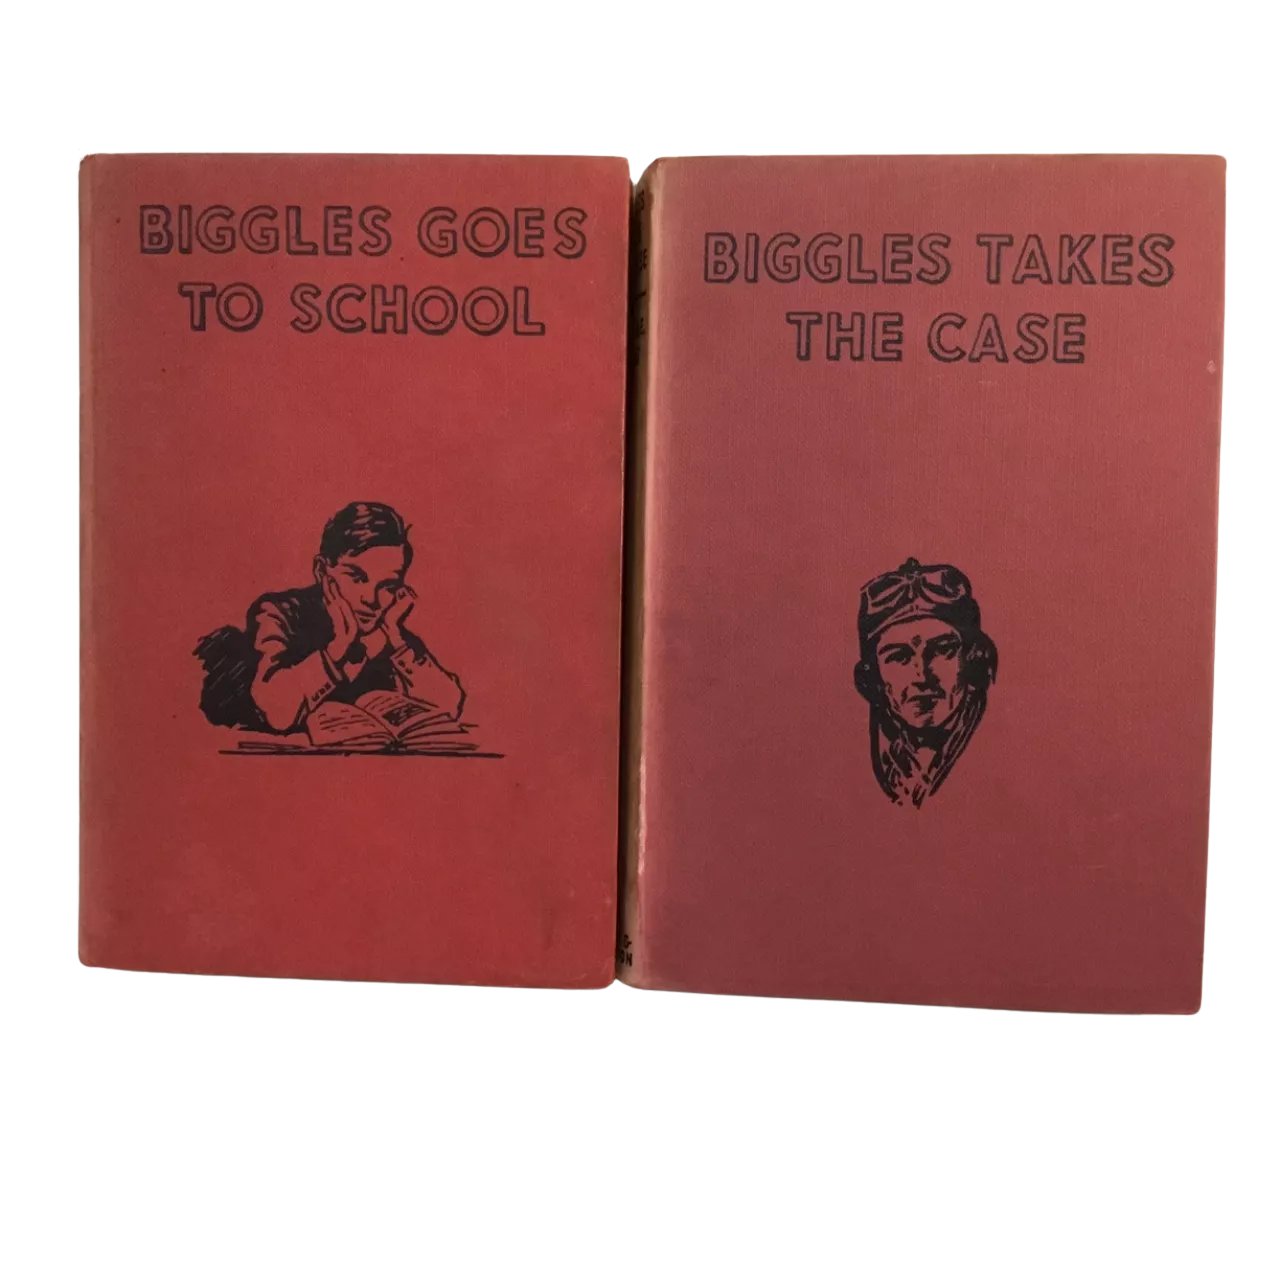 BIGGLES GOES
TO SCHOOL
BIGGLES TAKES
THE CASE